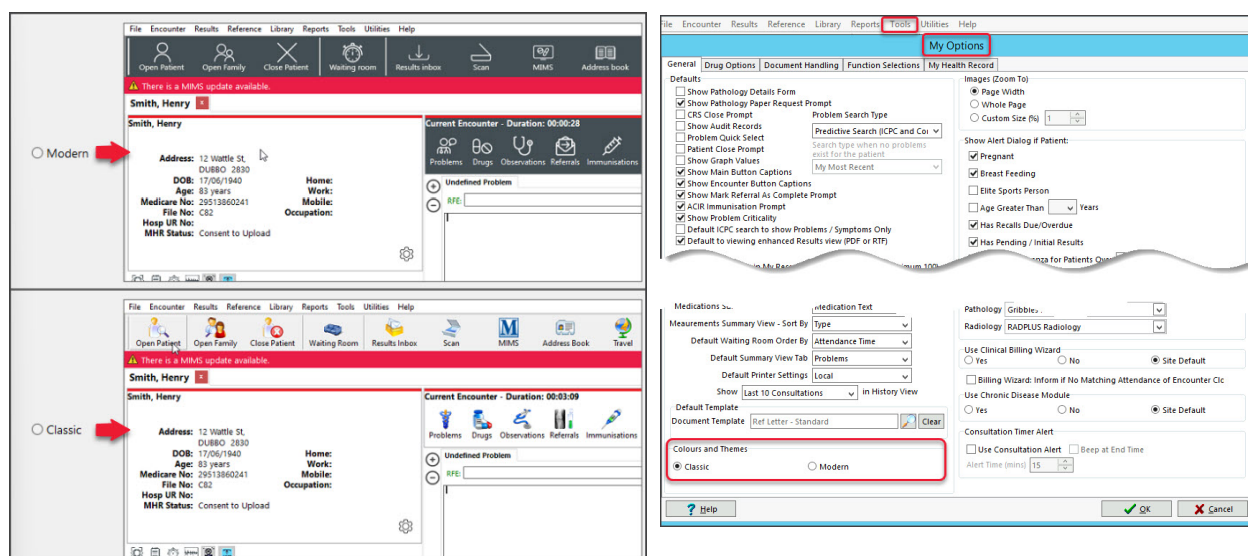 File Encounter Results Reference Library Reports Tools Utilities Help
Open Patient Open Family Close Patient Waiting room Results inbox Scan MIMS Address book
There is a MIMS update available.
Smith, Henry x
Smith, Henry
Address: 12 Wattle St,
DUBBO 2830
DOB: 17/06/1940 Home:
Age: 83 years Work:
Medicare No: 29513860241 Mobile:
File No: C82 Occupation:
Hosp UR No:
MHR Status: Consent to Upload
Current Encounter - Duration: 00:00:28
Problems Drugs Observations Referrals Immunisations
Undefined Problem
RFE:
Modern
File Encounter Results Reference Library Reports Tools Utilities Help
Open Patient Open Family Close Patient Waiting Room Results Inbox Scan MIMS Address Book Travel
There is a MIMS update available.
Smith, Henry x
Smith, Henry
Address: 12 Wattle St,
DUBBO 2830
DOB: 17/06/1940 Home:
Age: 83 years Work:
Medicare No: 29513860241 Mobile:
File No: C82 Occupation:
Hosp UR No:
MHR Status: Consent to Upload
Current Encounter - Duration: 00:03:09
Problems Drugs Observations Referrals Immunisations
Undefined Problem
RFE:
Classic
File Encounter Results Reference Library Reports Tools Utilities Help
My Options
General Drug Options Document Handling Function Selections My Health Record
Defaults
Show Pathology Details Form
Show Pathology Paper Request Prompt
CRS Close Prompt
Show Audit Records
Problem Quick Select
Patient Close Prompt
Show Graph Values
Show Main Button Captions
Show Encounter Button Captions
Show Mark Referral As Complete Prompt
ACIR Immunisation Prompt
Show Problem Criticality
Default ICPC search to show Problems / Symptoms Only
Default to viewing enhanced Results view (PDF or RTF)
Problem Search Type
Predictive Search (ICPC and Cor
Search type when no problems
exist for the patient
My Most Recent
Images (Zoom To)
Page Width
Whole Page
Custom Size (%) 1
Show Alert Dialog if Patient:
Pregnant
Breast Feeding
Elite Sports Person
Age Greater Than Years
Has Recalls Due/Overdue
Has Pending / Initial Results
for Patients Over
Medications
Medication Text
Meaurements Summary View - Sort By Type
Default Waiting Room Order By Attendance Time
Default Summary View Tab Problems
Default Printer Settings Local
Show Last 10 Consultations in History View
Default Template
Document Template Ref Letter - Standard Clear
Colours and Themes
Classic Modern
Pathology Gribbles
Radiology RADPLUS Radiology
Use Clinical Billing Wizard
Yes No Site Default
Billing Wizard: Inform if No Matching Attendance of Encounter Clc
Use Chronic Disease Module
Yes No Site Default
Consultation Timer Alert
Use Consultation Alert Beep at End Time
Alert Time (mins) 15
Help OK Cancel